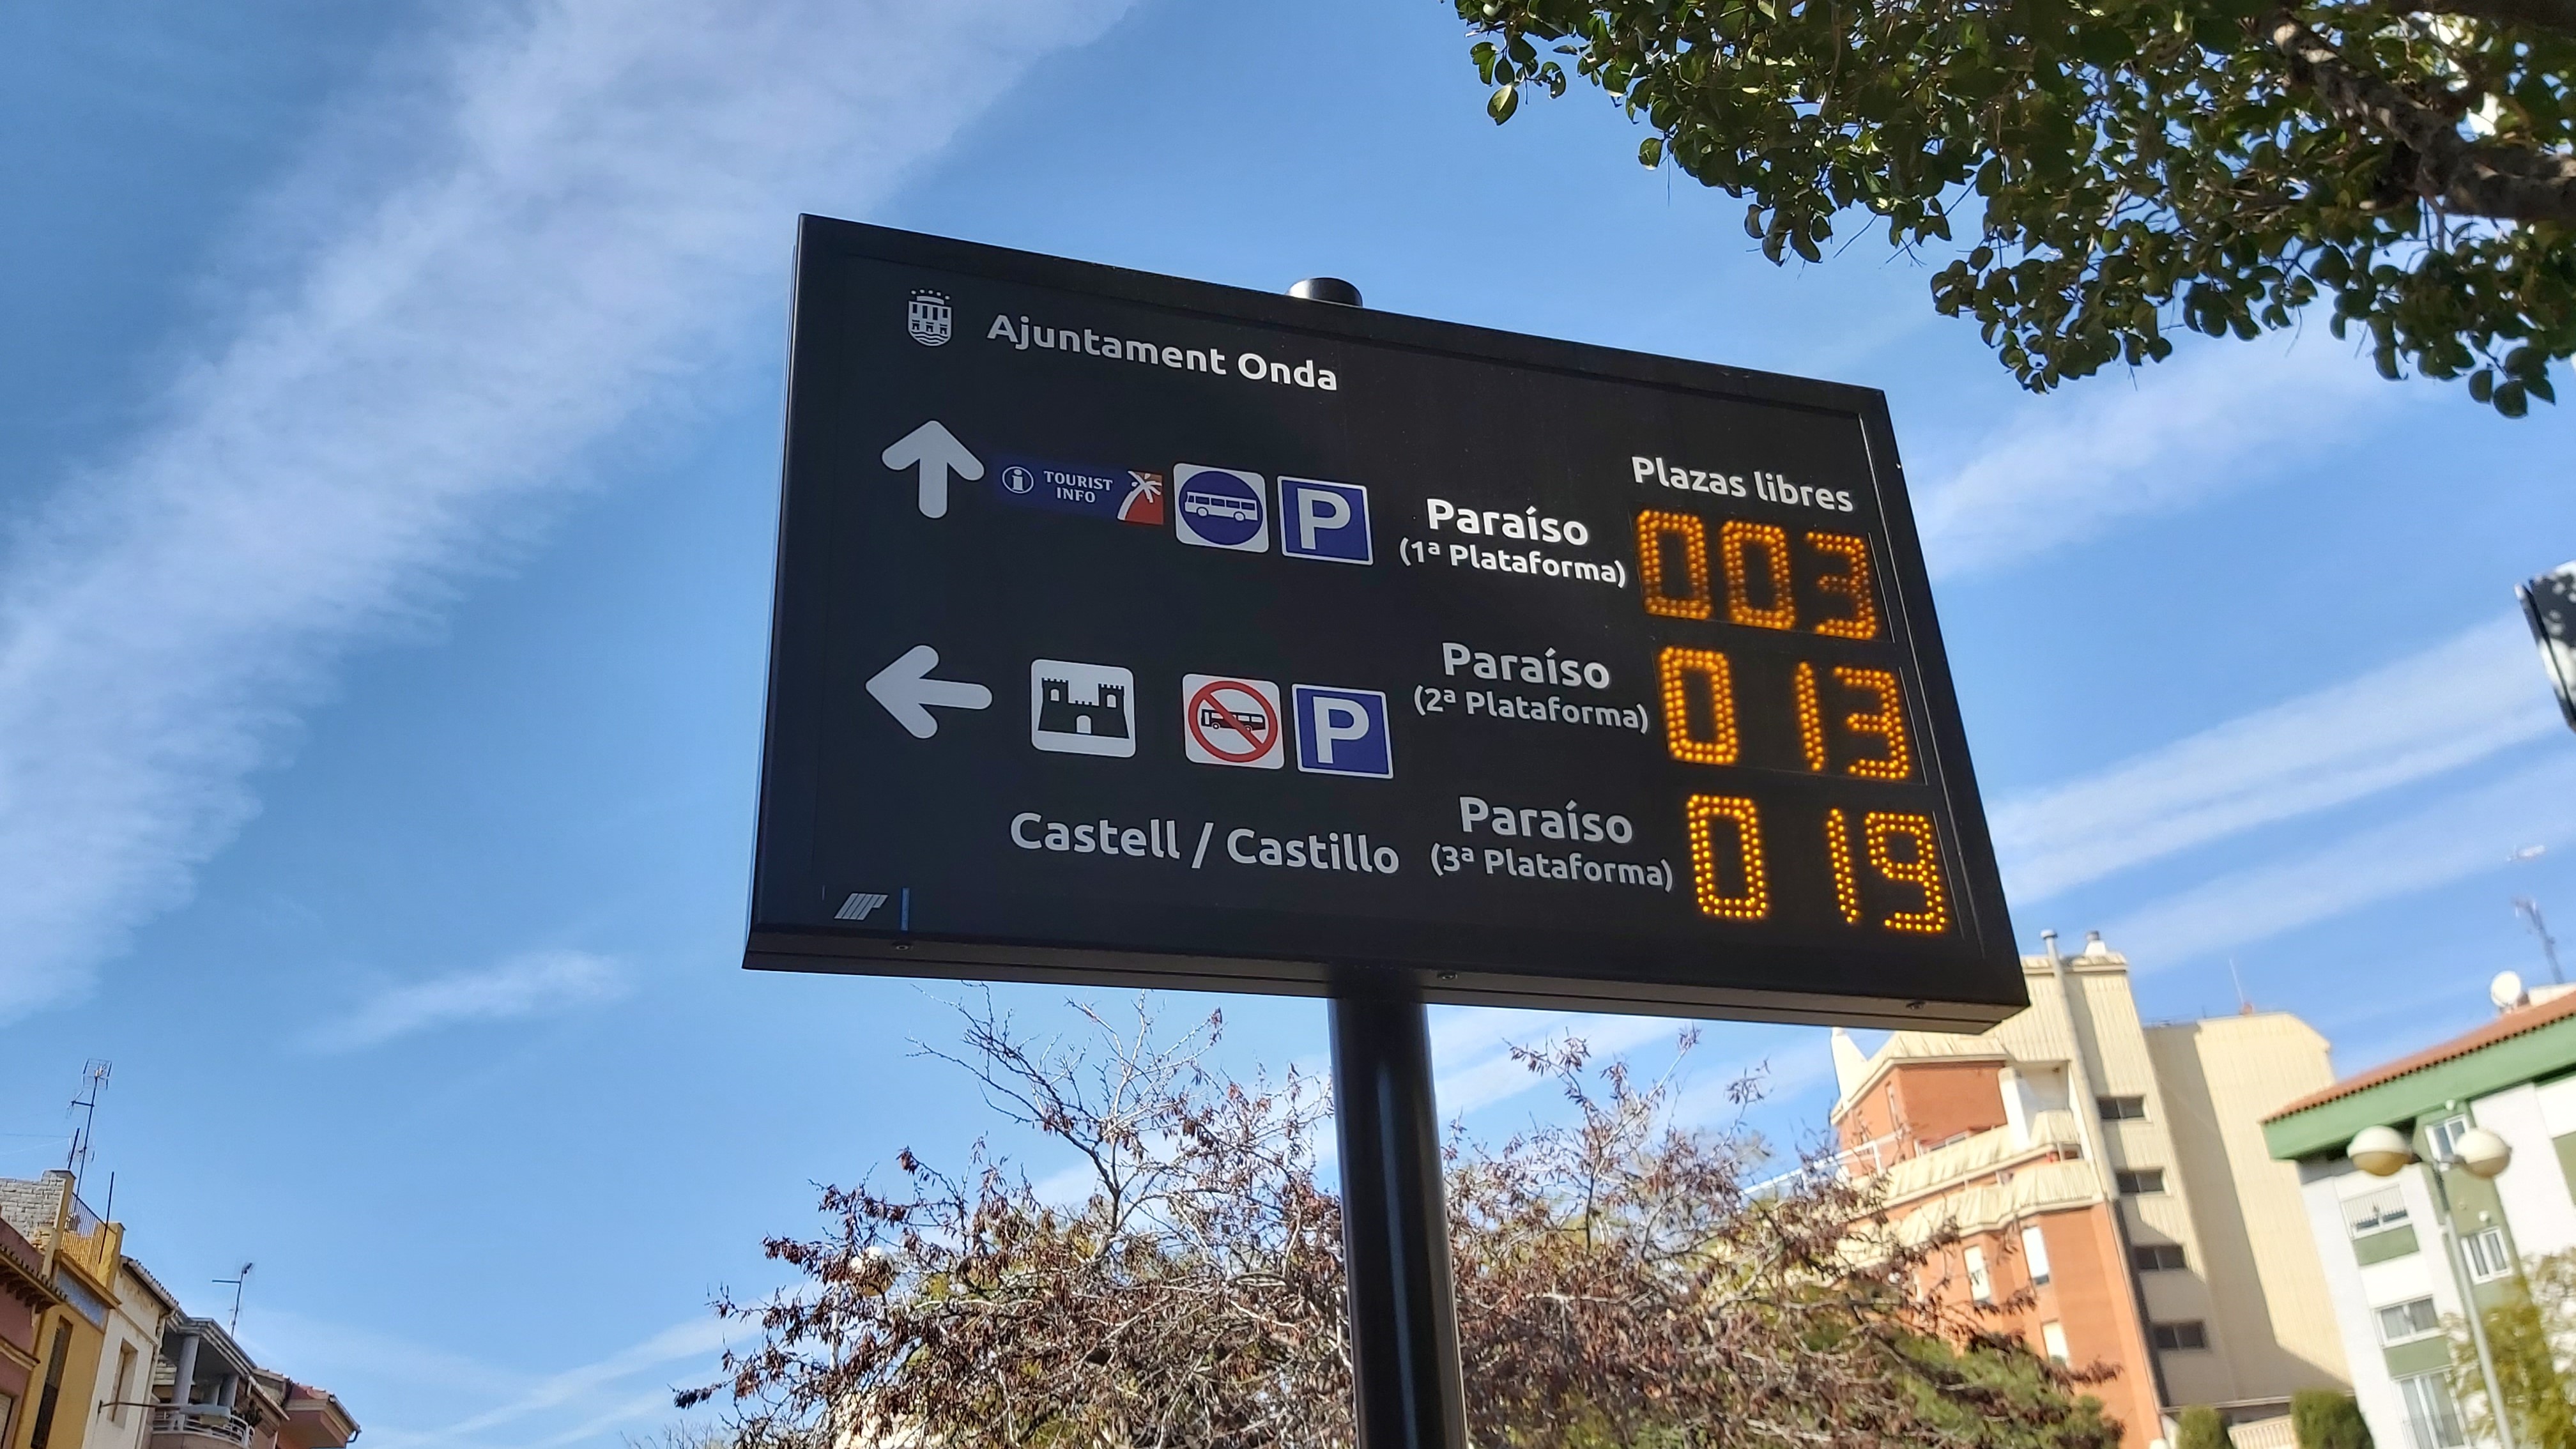 Ajuntament Onda
Plazas libres
i TOURIST
INFO
P
Paraíso
(1ª Plataforma)
003
Paraíso
(2ª Plataforma)
013
P
Castell / Castillo
Paraíso
(3ª Plataforma)
019